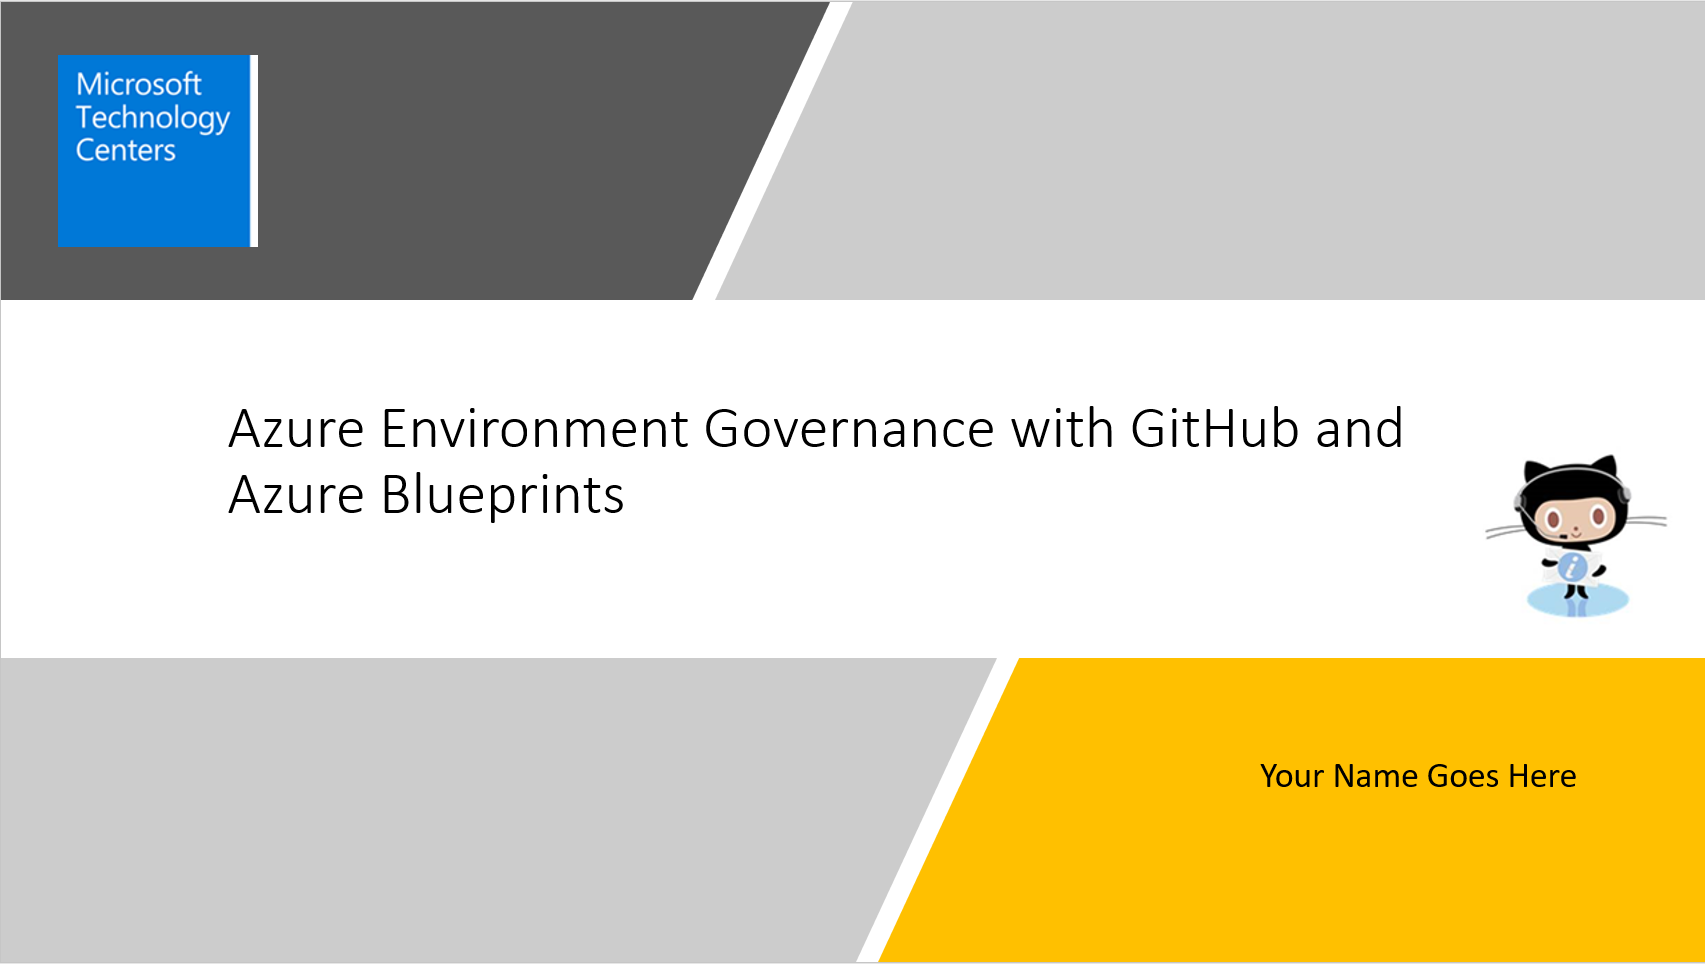 Microsoft
Technology
Centers
Azure Environment Governance with GitHub and
Azure Blueprints
i
Your Name Goes Here